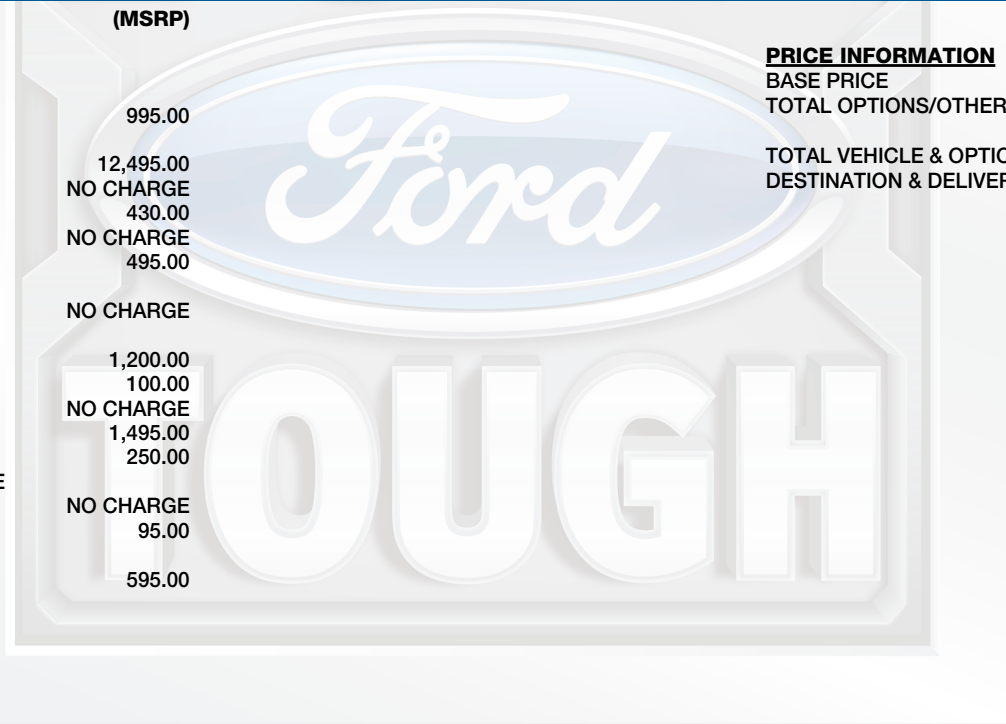 (MSRP)
995.00
12,495.00
NO CHARGE
430.00
NO CHARGE
495.00
NO CHARGE
1,200.00
100.00
NO CHARGE
1,495.00
250.00
E
NO CHARGE
95.00
595.00
PRICE INFORMATION
BASE PRICE
TOTAL OPTIONS/OTHER
TOTAL VEHICLE & OPTIO
DESTINATION & DELIVER
Ford
TOUGH